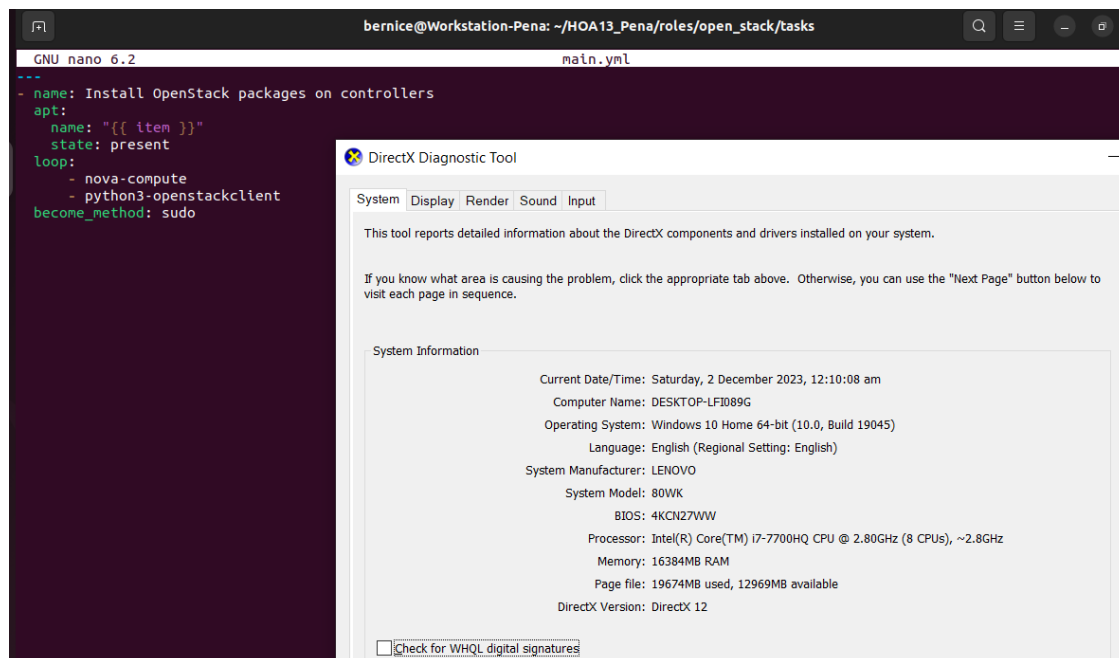 bernice@Workstation-Pena: ~/HOA13_Pena/roles/open_stack/tasks
GNU nano 6.2 main.yml
---
- name: Install OpenStack packages on controllers
apt:
name: "{{ item }}"
state: present
loop:
- nova-compute
- python3-openstackclient
become_method: sudo
DirectX Diagnostic Tool
System Display Render Sound Input
This tool reports detailed information about the DirectX components and drivers installed on your system.
If you know what area is causing the problem, click the appropriate tab above. Otherwise, you can use the "Next Page" button below to
visit each page in sequence.
System Information
Current Date/Time: Saturday, 2 December 2023, 12:10:08 am
Computer Name: DESKTOP-LFI089G
Operating System: Windows 10 Home 64-bit (10.0, Build 19045)
Language: English (Regional Setting: English)
System Manufacturer: LENOVO
System Model: 80WK
BIOS: 4KCN27WW
Processor: Intel(R) Core(TM) i7-7700HQ CPU @ 2.80GHz (8 CPUs), ~2.8GHz
Memory: 16384MB RAM
Page file: 19674MB used, 12969MB available
DirectX Version: DirectX 12
Check for WHQL digital signatures